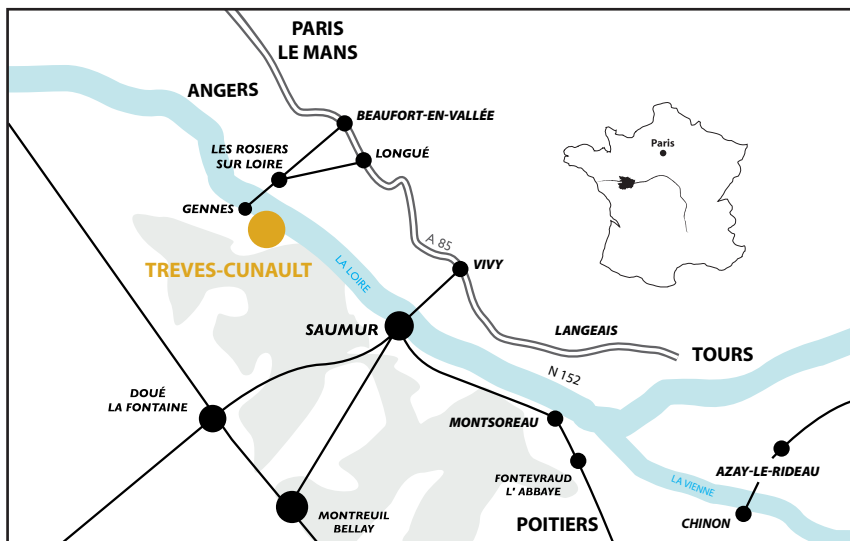 PARIS
LE MANS
ANGERS
BEAUFORT-EN-VALLÉE
LES ROSIERS
SUR LOIRE
LONGUÉ
Paris
GENNES
A 85
TREVES-CUNAULT
LA LOIRE
VIVY
SAUMUR
LANGEAIS
TOURS
N 152
DOUÉ
LA FONTAINE
MONTSOREAU
AZAY-LE-RIDEAU
FONTEVRAUD
L' ABBAYE
LA VIENNE
MONTREUIL
BELLAY
POITIERS
CHINON